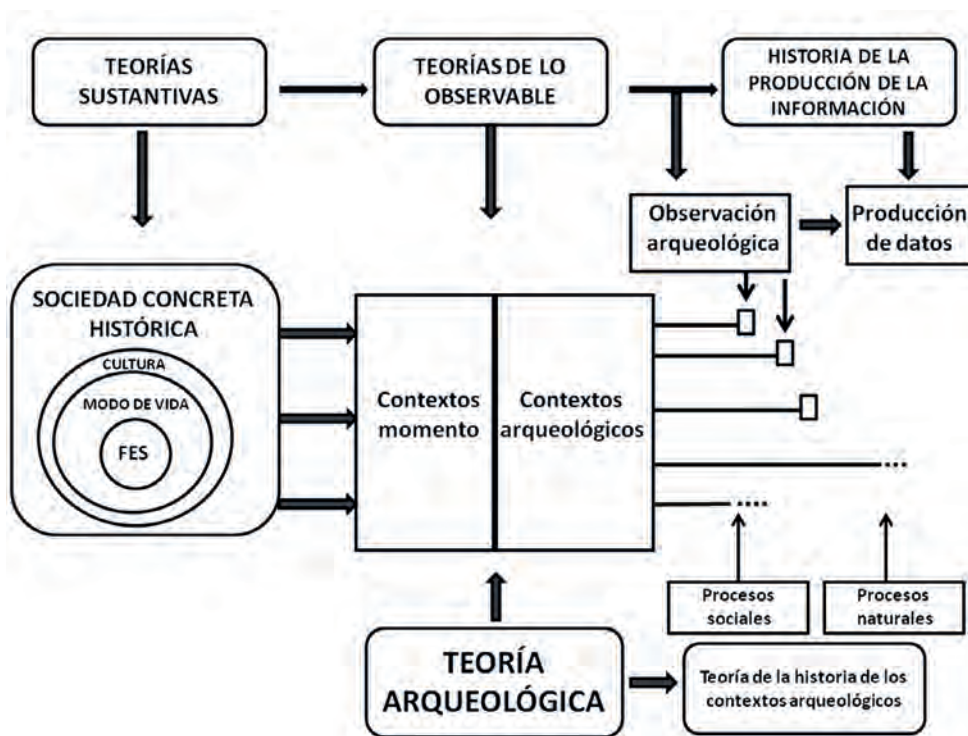 TEORÍAS
SUSTANTIVAS
TEORÍAS DE LO
OBSERVABLE
HISTORIA DE LA
PRODUCCIÓN DE LA
INFORMACIÓN
Observación
arqueológica
Producción
de datos
SOCIEDAD CONCRETA
HISTÓRICA
CULTURA
MODO DE VIDA
FES
Contextos
momento
Contextos
arqueológicos
Procesos
sociales
Procesos
naturales
TEORÍA
ARQUEOLÓGICA
Teoría de la historia de los
contextos arqueológicos